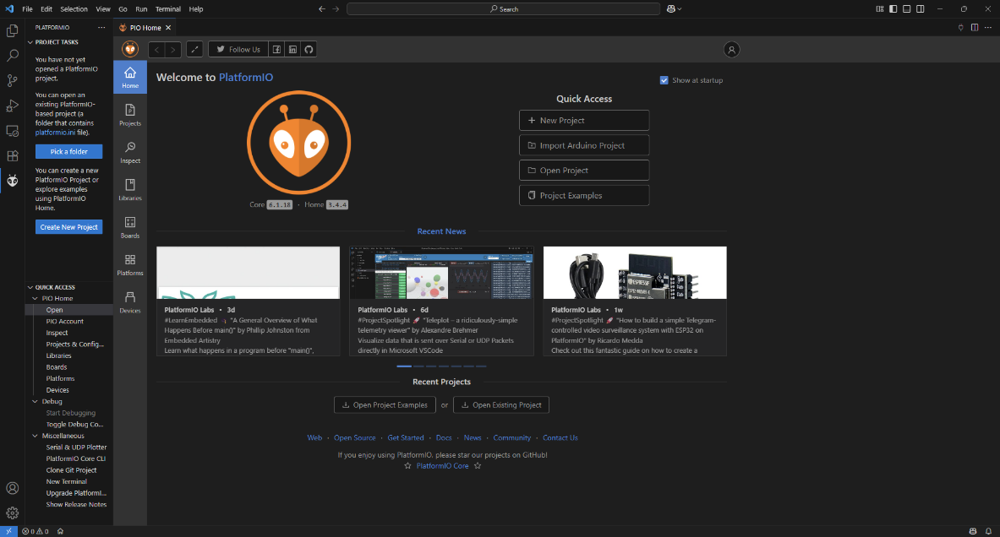 File Edit Selection View Go Run Terminal Help
Search
PLATFORMIO
PIO Home
PROJECT TASKS
You have not yet
opened a PlatformIO
project.
You can open an
existing PlatformIO-
based project (a
folder that contains
platformio.ini file).
Pick a folder
You can create a new
PlatformIO Project or
explore examples
using PlatformIO
Home.
Create New Project
QUICK ACCESS
PIO Home
Open
PIO Account
Inspect
Projects & Config...
Libraries
Boards
Platforms
Devices
Debug
Start Debugging
Toggle Debug Co...
Miscellaneous
Serial & UDP Plotter
PlatformIO Core CLI
Clone Git Project
New Terminal
Upgrade PlatformI...
Show Release Notes
Home
Projects
Inspect
Libraries
Boards
Platforms
Devices
Follow Us
Welcome to PlatformIO
Show at startup
Core 6.1.18 · Home 3.4.4
Quick Access
New Project
Import Arduino Project
Open Project
Project Examples
Recent News
PlatformIO Labs • 3d
#LearnEmbedded "A General Overview of What
Happens Before main()" by Phillip Johnston from
Embedded Artistry
Learn what happens in a program before "main()",
PlatformIO Labs • 6d
#ProjectSpotlight 🚀 "Teleplot – a ridiculously-simple
telemetry viewer" by Alexandre Brehmer
Visualize data that is sent over Serial or UDP Packets
directly in Microsoft VSCode
PlatformIO Labs • 1w
#ProjectSpotlight 🚀 "How to build a simple Telegram-
controlled video surveillance system with ESP32 on
PlatformIO" by Ricardo Medda
Check out this fantastic guide on how to create a
Recent Projects
Open Project Examples or Open Existing Project
Web · Open Source · Get Started · Docs · News · Community · Contact Us
If you enjoy using PlatformIO, please star our projects on GitHub!
☆ PlatformIO Core ☆
0 0